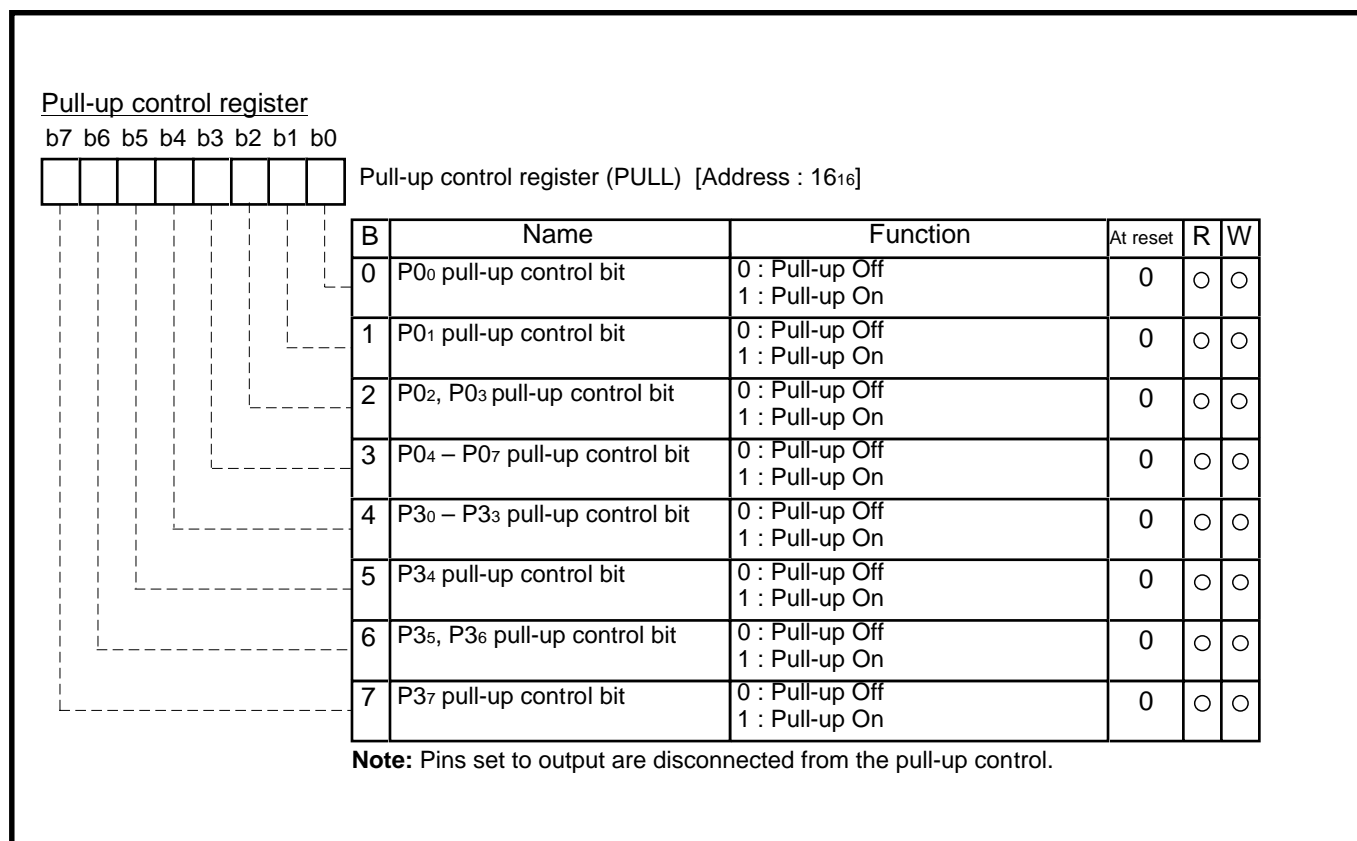 Pull-up control register
b7 b6 b5 b4 b3 b2 b1 b0
Pull-up control register (PULL) [Address : 16₁₆]
B Name Function At reset R W
0 P0₀ pull-up control bit 0 : Pull-up Off 0 ○ ○
1 : Pull-up On
1 P0₁ pull-up control bit 0 : Pull-up Off 0 ○ ○
1 : Pull-up On
2 P0₂, P0₃ pull-up control bit 0 : Pull-up Off 0 ○ ○
1 : Pull-up On
3 P0₄ – P0₇ pull-up control bit 0 : Pull-up Off 0 ○ ○
1 : Pull-up On
4 P3₀ – P3₃ pull-up control bit 0 : Pull-up Off 0 ○ ○
1 : Pull-up On
5 P3₄ pull-up control bit 0 : Pull-up Off 0 ○ ○
1 : Pull-up On
6 P3₅, P3₆ pull-up control bit 0 : Pull-up Off 0 ○ ○
1 : Pull-up On
7 P3₇ pull-up control bit 0 : Pull-up Off 0 ○ ○
1 : Pull-up On
Note: Pins set to output are disconnected from the pull-up control.